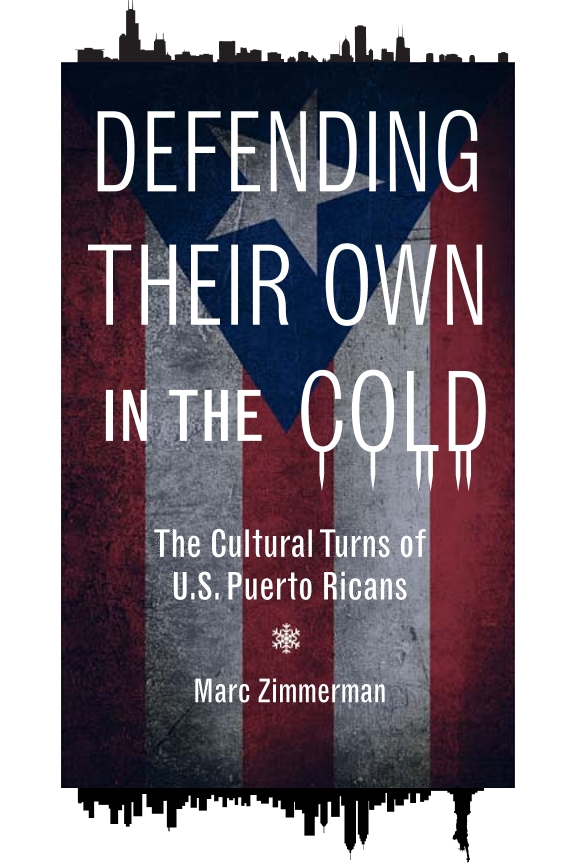 DEFENDING
THEIR OWN
IN THE COLD
The Cultural Turns of
U.S. Puerto Ricans
Marc Zimmerman